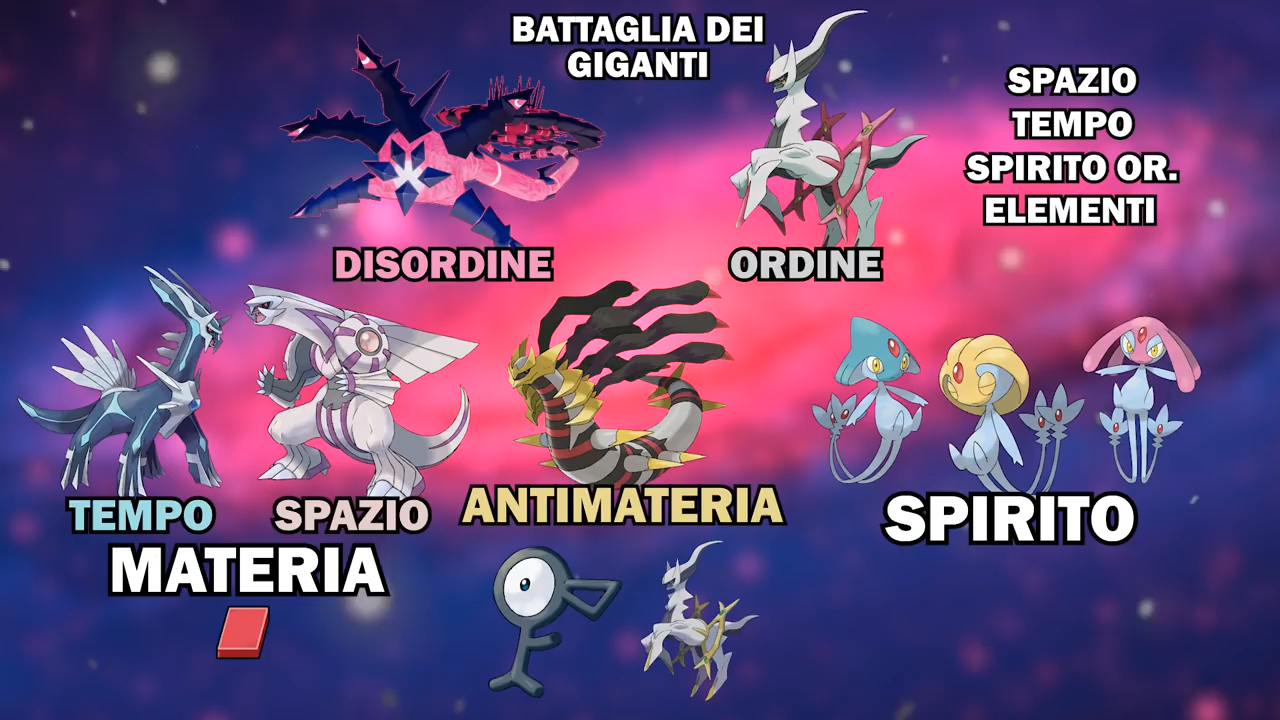 BATTAGLIA DEI
GIGANTI
SPAZIO
TEMPO
SPIRITO OR.
ELEMENTI
DISORDINE
ORDINE
TEMPO
SPAZIO
ANTIMATERIA
SPIRITO
MATERIA